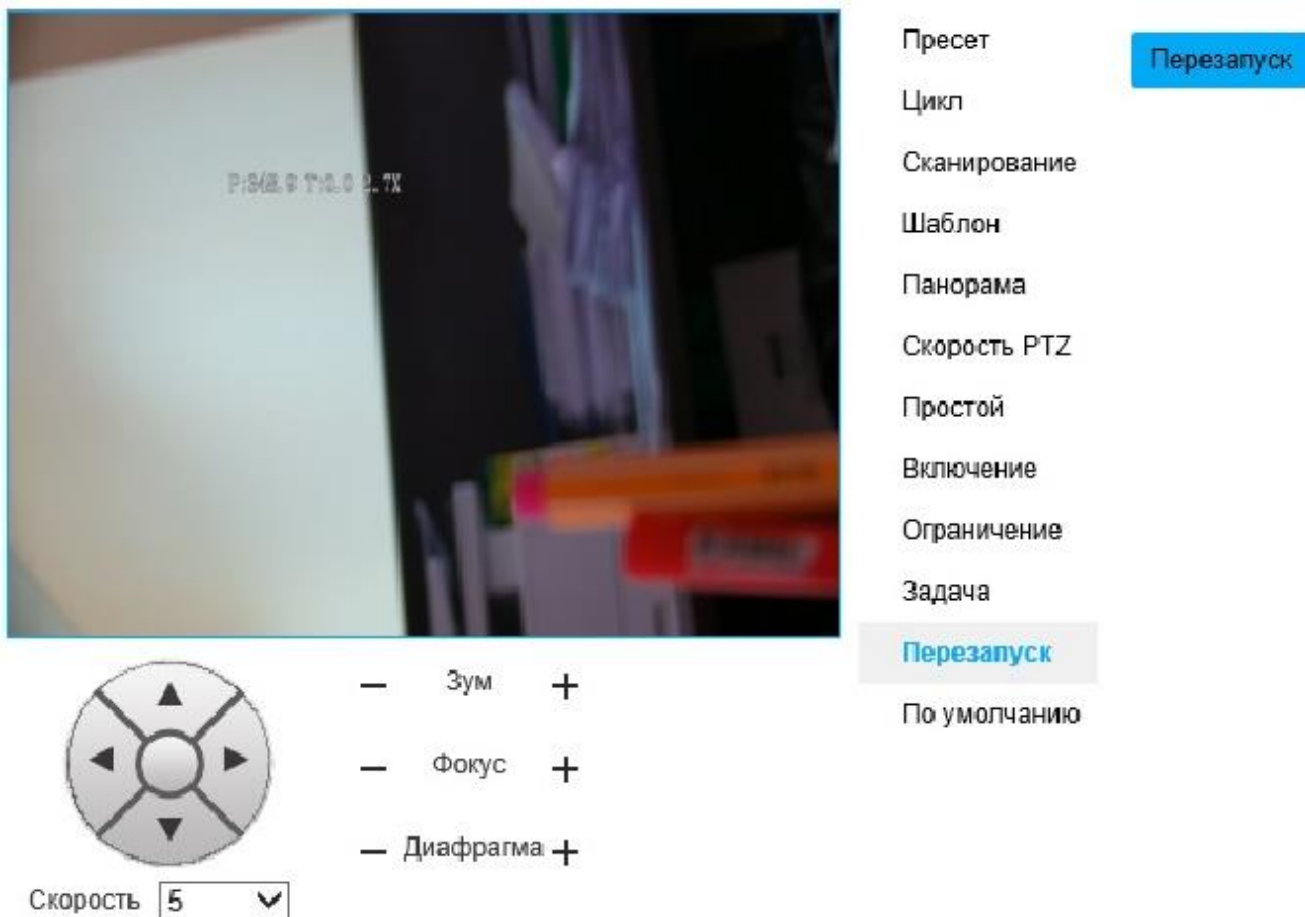 Пресет
Перезапуск
Цикл
Сканирование
Шаблон
Панорама
Скорость PTZ
Простой
Включение
Ограничение
Задача
Перезапуск
По умолчанию
— Зум +
— Фокус +
— Диафрагма +
Скорость 5